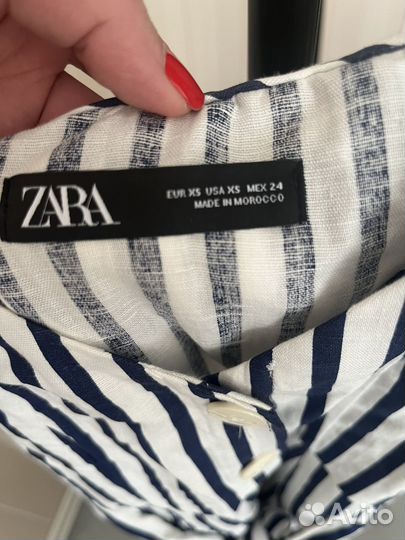 ZARA
EUR XS USA XS MEX 24
MADE IN MOROCCO
Avito